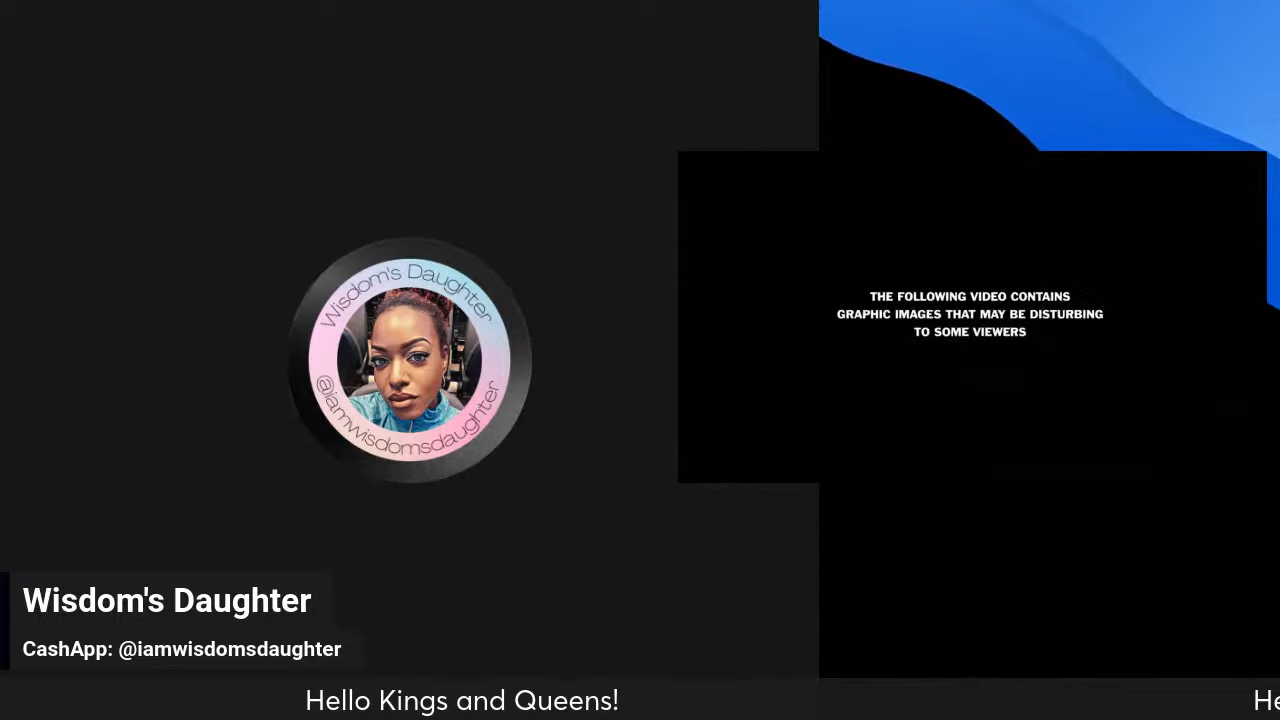 Wisdom's Daughter
@iamwisdomsdaughter
THE FOLLOWING VIDEO CONTAINS
GRAPHIC IMAGES THAT MAY BE DISTURBING
TO SOME VIEWERS
Wisdom's Daughter
CashApp: @iamwisdomsdaughter
Hello Kings and Queens!
He